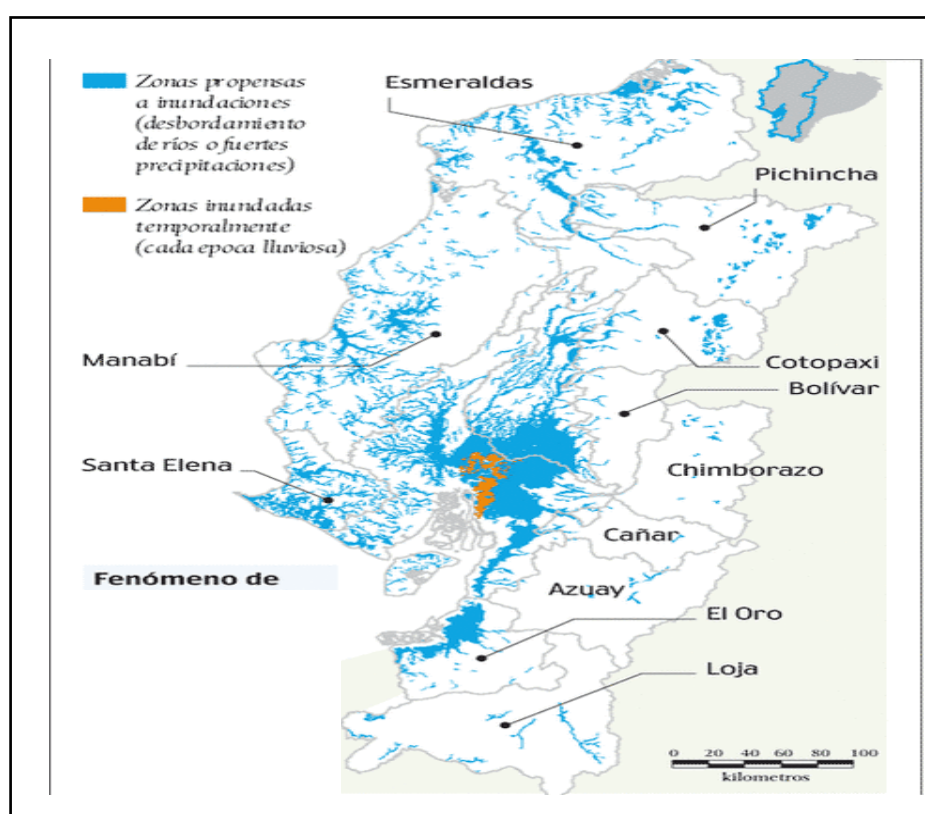 Zonas propensas
a inundaciones
(desbordamiento
de ríos o fuertes
precipitaciones)
Zonas inundadas
temporalmente
(cada epoca lluviosa)
Esmeraldas
Pichincha
Manabí
Cotopaxi
Bolívar
Santa Elena
Chimborazo
Cañar
Fenómeno de
Azuay
El Oro
Loja
0 20 40 60 80 100
kilometros